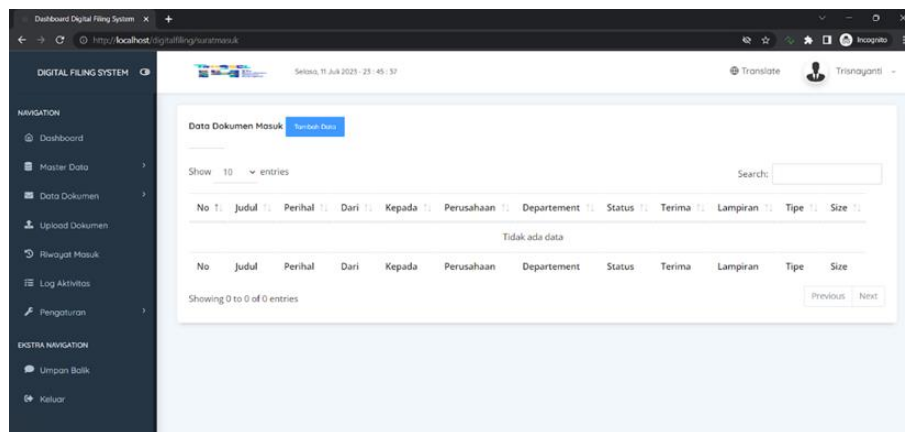 Dashboard Digital Filing System
http://localhost/digitalfiling/suratmasuk
Incognito
DIGITAL FILING SYSTEM
Selasa, 11 Juli 2023 - 23 : 45 : 37
Translate
Trisnayanti
NAVIGATION
Dashboard
Master Data
Data Dokumen
Upload Dokumen
Riwayat Masuk
Log Aktivitas
Pengaturan
EKSTRA NAVIGATION
Umpan Balik
Keluar
Data Dokumen Masuk Tambah Data
Show 10 entries
Search:
No Judul Perihal Dari Kepada Perusahaan Departement Status Terima Lampiran Tipe Size
Tidak ada data
No Judul Perihal Dari Kepada Perusahaan Departement Status Terima Lampiran Tipe Size
Showing 0 to 0 of 0 entries
Previous Next